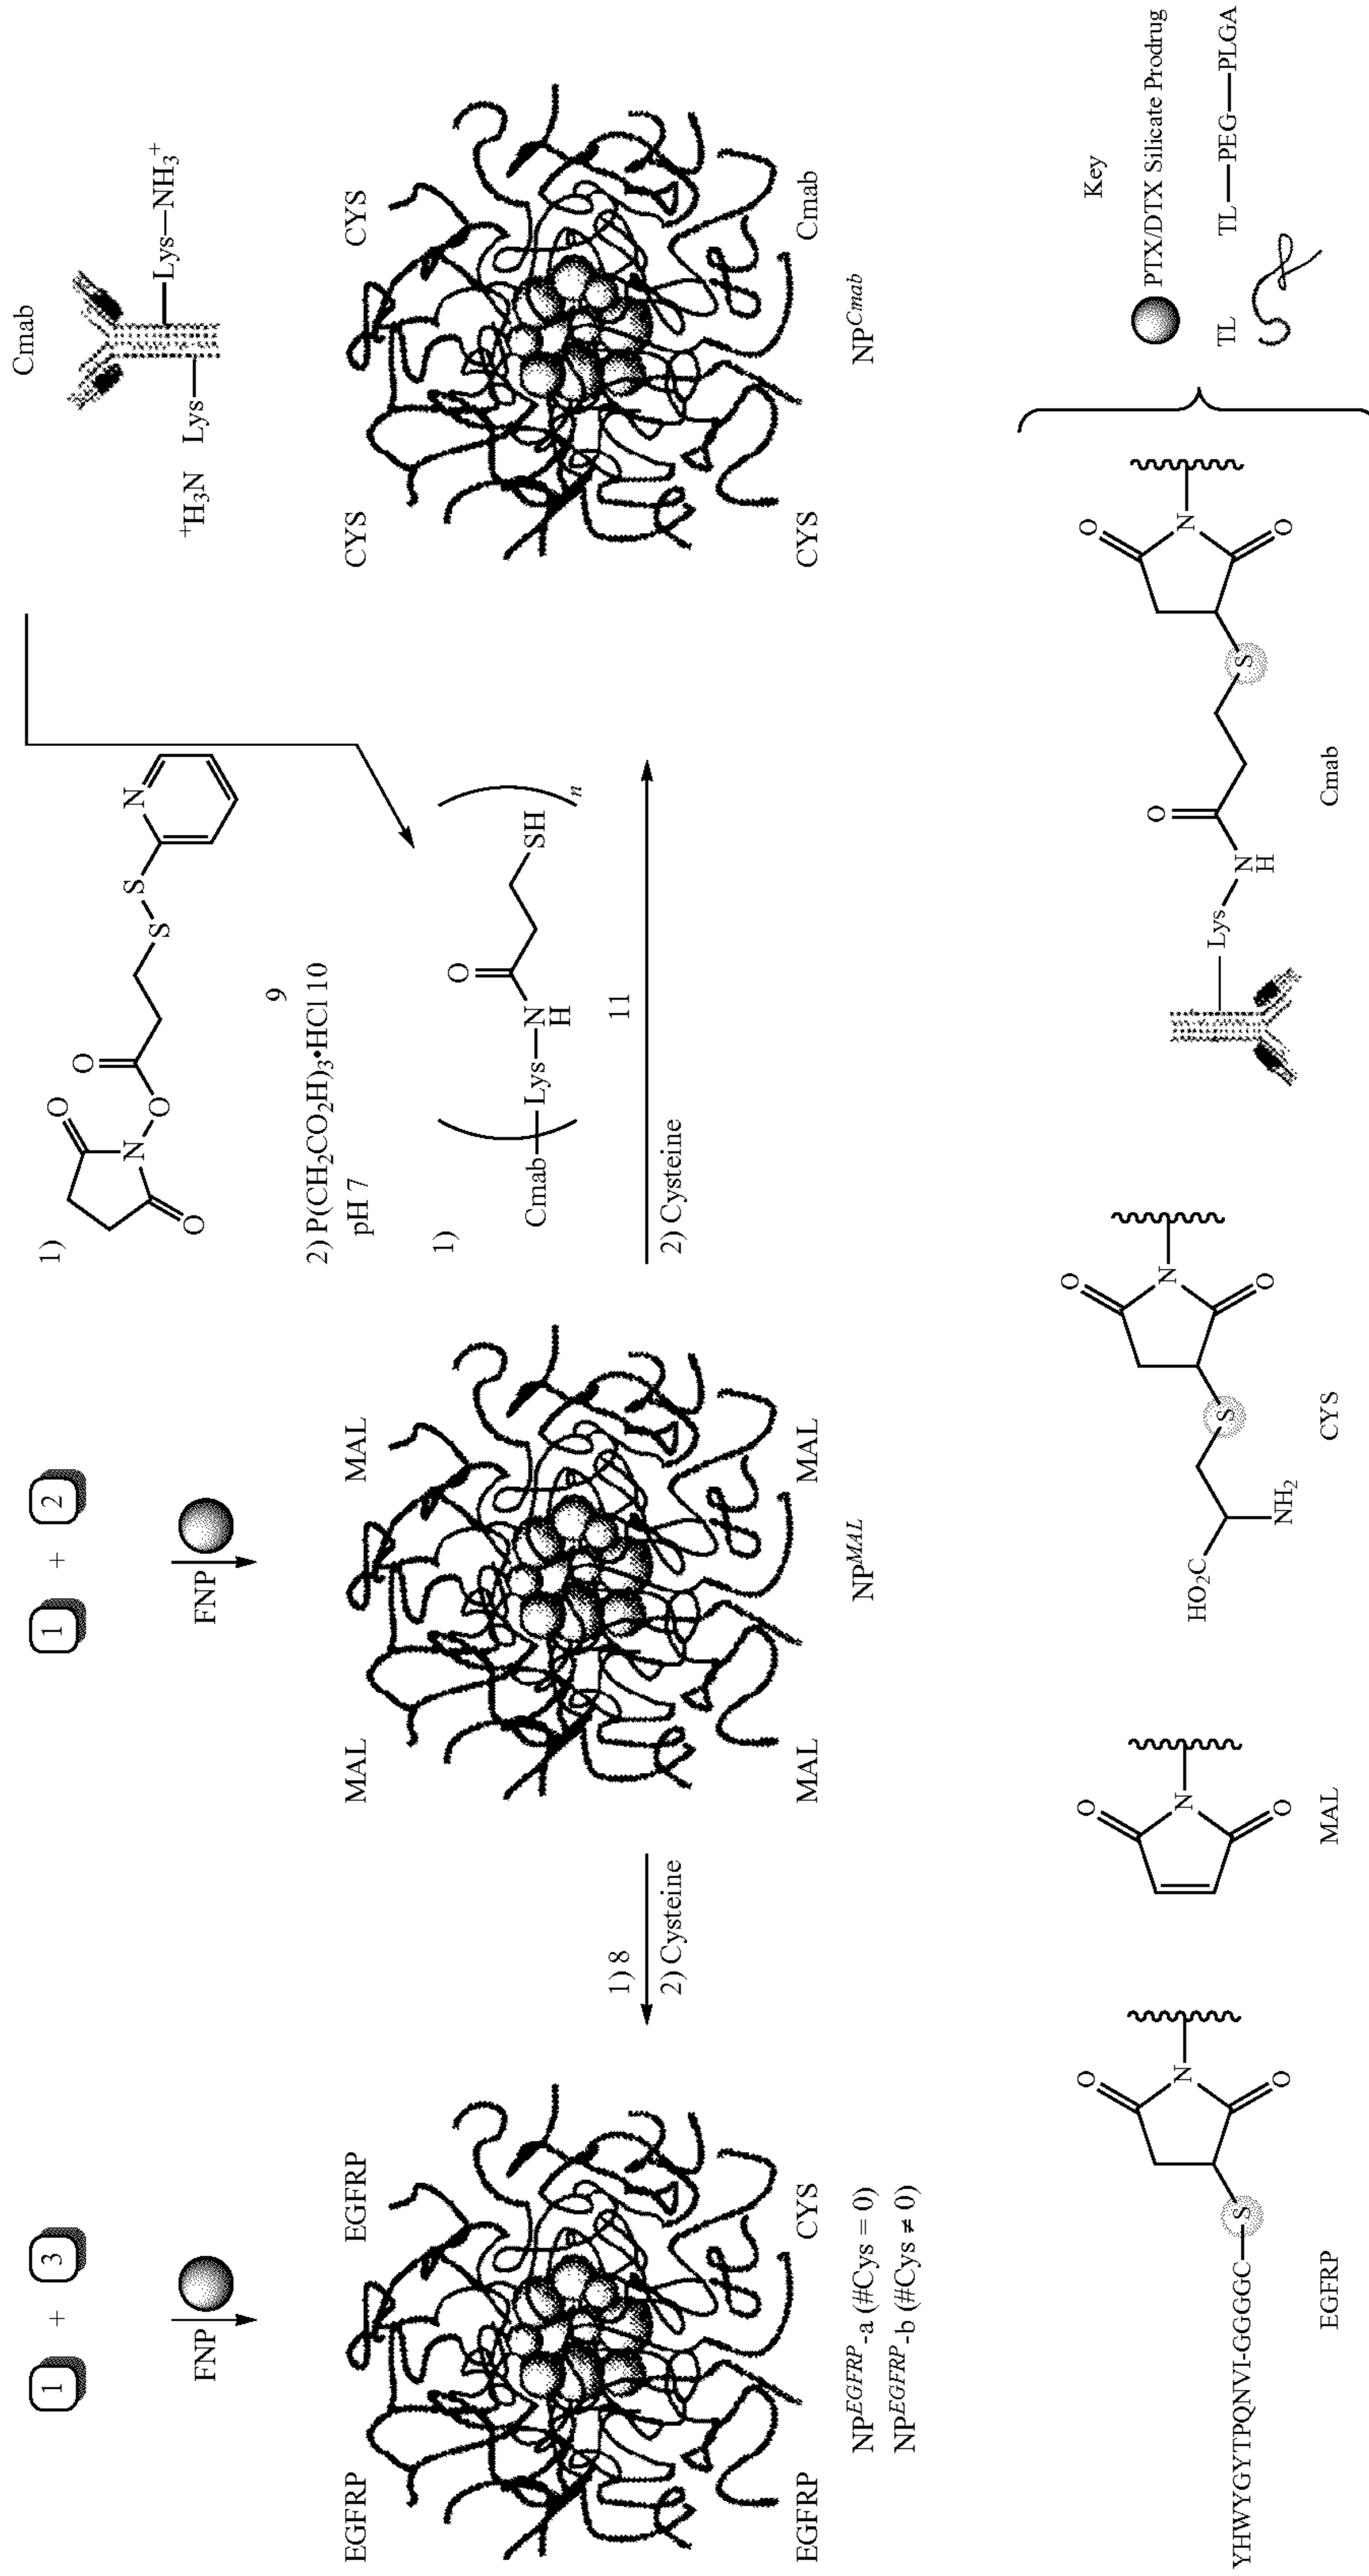 1 + 3
FNP
EGFRP EGFRP
EGFRP CYS
NP^EGFRP-a (#Cys = 0)
NP^EGFRP-b (#Cys ≠ 0)
1) 8
2) Cysteine
1 + 2
FNP
MAL MAL
MAL MAL
NP^MAL
1)
O
N
O
O
O
S
S
N
9
2) P(CH₂CO₂H)₃•HCl 10
pH 7
Cmab
⁺H₃N Lys
Lys—NH₃⁺
1)
Cmab—(Lys—N
H
O
SH)n
11
2) Cysteine
CYS CYS
CYS Cmab
NP^Cmab
YHWYGYTPQNVI-GGGGC—S
O
N
O
EGFRP
O
N
O
MAL
HO₂C
NH₂
S
O
N
O
CYS
Lys
N
H
O
S
O
N
O
Cmab
Key
PTX/DTX Silicate Prodrug
TL
TL—PEG—PLGA